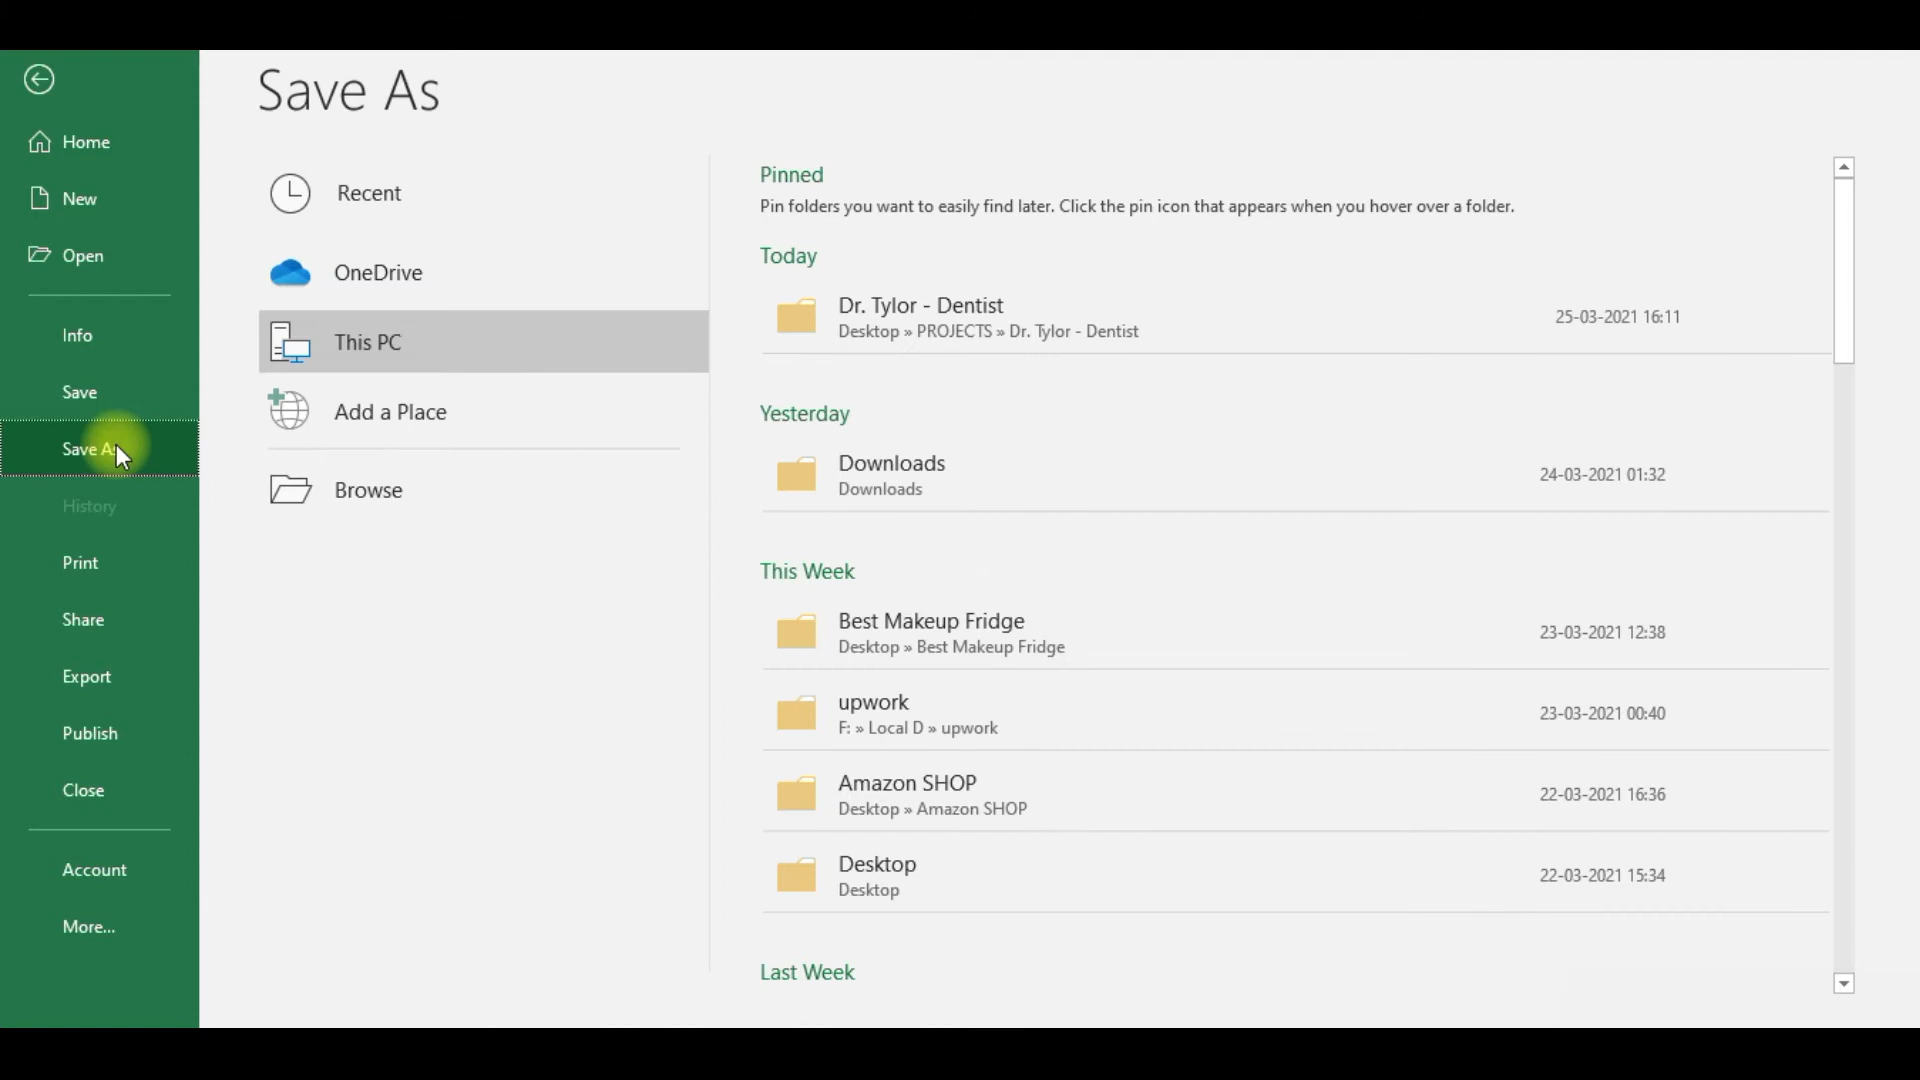 Save As
Home
New
Open
Info
Save
Save As
History
Print
Share
Export
Publish
Close
Account
More...
Recent
OneDrive
This PC
Add a Place
Browse
Pinned
Pin folders you want to easily find later. Click the pin icon that appears when you hover over a folder.
Today
Dr. Tylor - Dentist
Desktop » PROJECTS » Dr. Tylor - Dentist
25-03-2021 16:11
Yesterday
Downloads
Downloads
24-03-2021 01:32
This Week
Best Makeup Fridge
Desktop » Best Makeup Fridge
23-03-2021 12:38
upwork
F: » Local D » upwork
23-03-2021 00:40
Amazon SHOP
Desktop » Amazon SHOP
22-03-2021 16:36
Desktop
Desktop
22-03-2021 15:34
Last Week